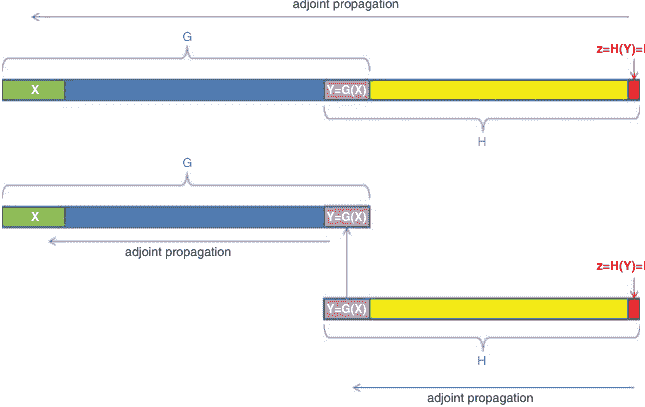 adjoint propagation
G
z=H(Y)=
X
Y=G(X)
H
G
X
Y=G(X)
adjoint propagation
z=H(Y)=
Y=G(X)
H
adjoint propagation